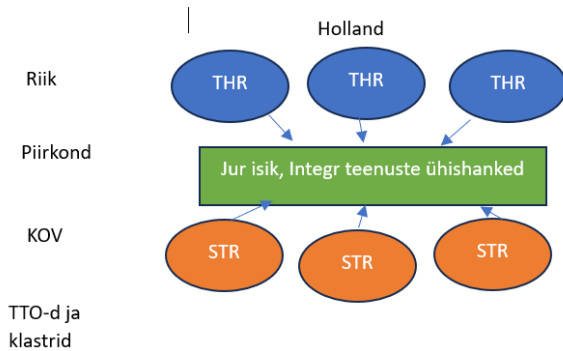 Holland
Riik
THR
THR
THR
Piirkond
Jur isik, Integr teenuste ühishanked
KOV
STR
STR
STR
TTO-d ja
klastrid